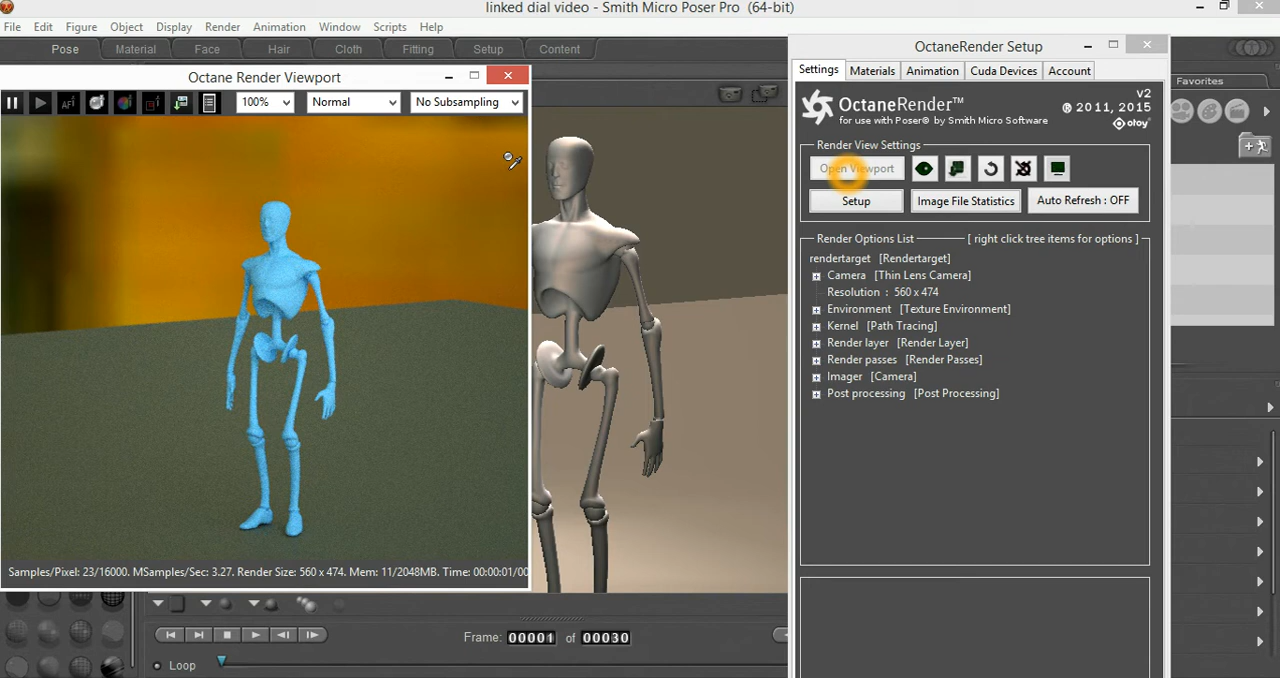 linked dial video - Smith Micro Poser Pro (64-bit)
File Edit Figure Object Display Render Animation Window Scripts Help
Pose Material Face Hair Cloth Fitting Setup Content
Octane Render Viewport
100% Normal No Subsampling
Samples/Pixel: 23/16000. MSamples/Sec: 3.27. Render Size: 560 x 474. Mem: 11/2048MB. Time: 00:00:01/00
OctaneRender Setup
Settings Materials Animation Cuda Devices Account
OctaneRender™ v2
for use with Poser® by Smith Micro Software
© 2011, 2015
otoy
Render View Settings
Open Viewport
Setup Image File Statistics Auto Refresh : OFF
Render Options List [ right click tree items for options ]
rendertarget [Rendertarget]
Camera [Thin Lens Camera]
Resolution : 560 x 474
Environment [Texture Environment]
Kernel [Path Tracing]
Render layer [Render Layer]
Render passes [Render Passes]
Imager [Camera]
Post processing [Post Processing]
Favorites
Frame: 00001 of 00030
Loop